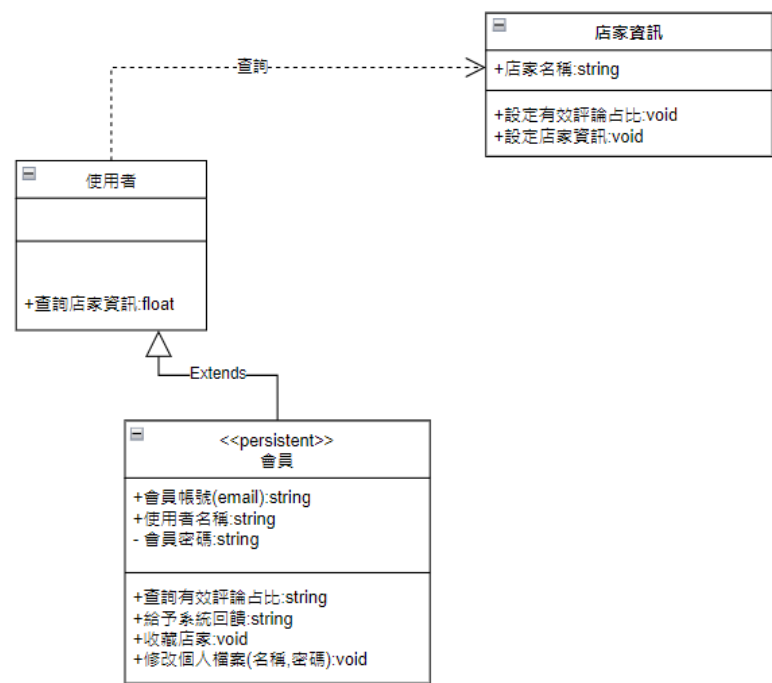 店家資訊
+店家名稱:string
+設定有效評論占比:void
+設定店家資訊:void
查詢
使用者
+查詢店家資訊:float
Extends
<<persistent>>
會員
+會員帳號(email):string
+使用者名稱:string
- 會員密碼:string
+查詢有效評論占比:string
+給予系統回饋:string
+收藏店家:void
+修改個人檔案(名稱,密碼):void